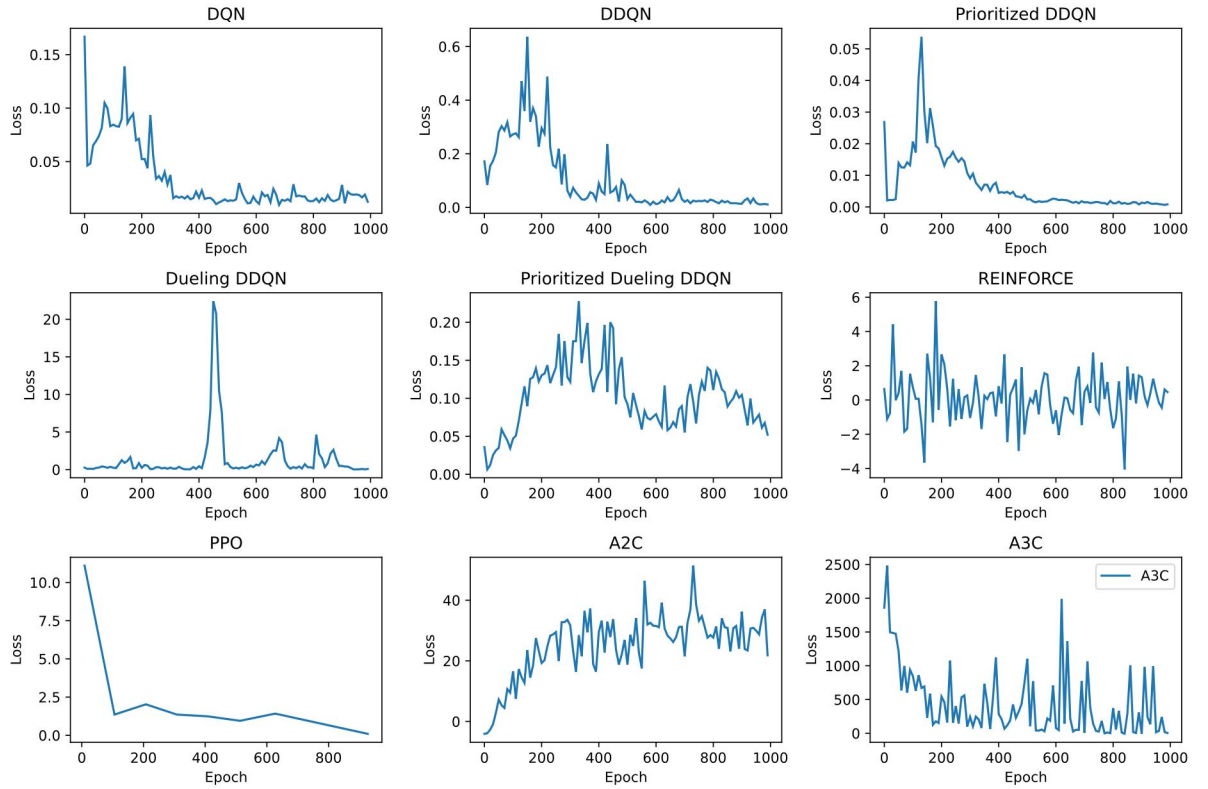 DQN
DDQN
Prioritized DDQN
0.15
0.10
0.05
Loss
0 200 400 600 800 1000
Epoch
0.6
0.4
0.2
0.0
Loss
0 200 400 600 800 1000
Epoch
0.05
0.04
0.03
0.02
0.01
0.00
Loss
0 200 400 600 800 1000
Epoch
Dueling DDQN
Prioritized Dueling DDQN
REINFORCE
20
15
10
5
0
Loss
0 200 400 600 800 1000
Epoch
0.20
0.15
0.10
0.05
0.00
Loss
0 200 400 600 800 1000
Epoch
6
4
2
0
−2
−4
Loss
0 200 400 600 800 1000
Epoch
PPO
A2C
A3C
10.0
7.5
5.0
2.5
0.0
Loss
0 200 400 600 800
Epoch
40
20
0
Loss
0 200 400 600 800 1000
Epoch
2500
2000
1500
1000
500
0
Loss
A3C
0 200 400 600 800 1000
Epoch